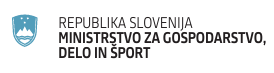 REPUBLIKA SLOVENIJA
MINISTRSTVO ZA GOSPODARSTVO,
DELO IN ŠPORT